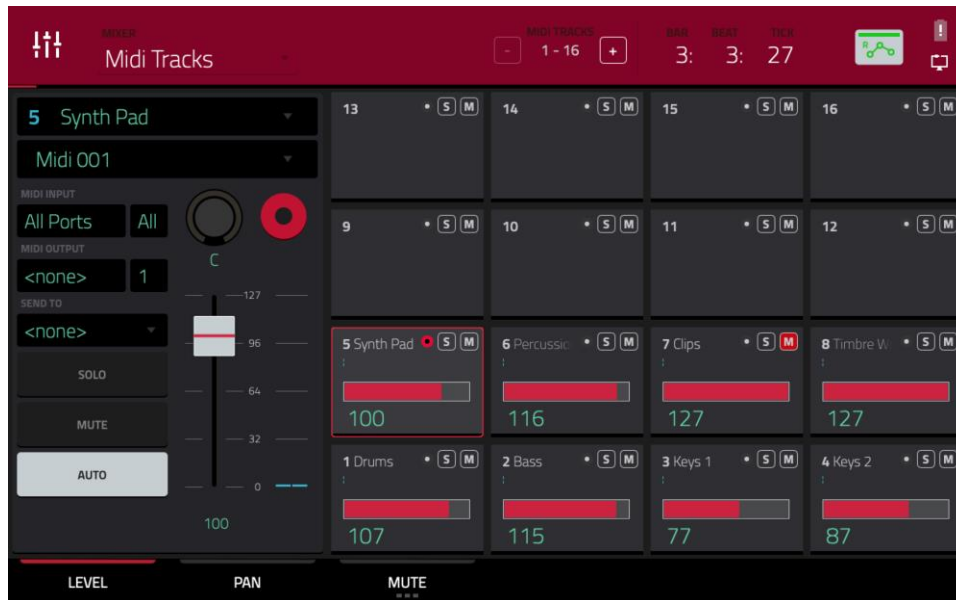 MIXER
Midi Tracks
MIDI TRACKS
- 1 - 16 +
BAR BEAT TICK
3: 3: 27
R
!
5 Synth Pad
Midi 001
MIDI INPUT
All Ports All
MIDI OUTPUT
<none> 1
SEND TO
<none>
SOLO
MUTE
AUTO
C
127
96
64
32
0
100
13 S M
14 S M
15 S M
16 S M
9 S M
10 S M
11 S M
12 S M
5 Synth Pad S M
100
6 Percussio S M
116
7 Clips S M
127
8 Timbre W S M
127
1 Drums S M
107
2 Bass S M
115
3 Keys 1 S M
77
4 Keys 2 S M
87
LEVEL PAN MUTE